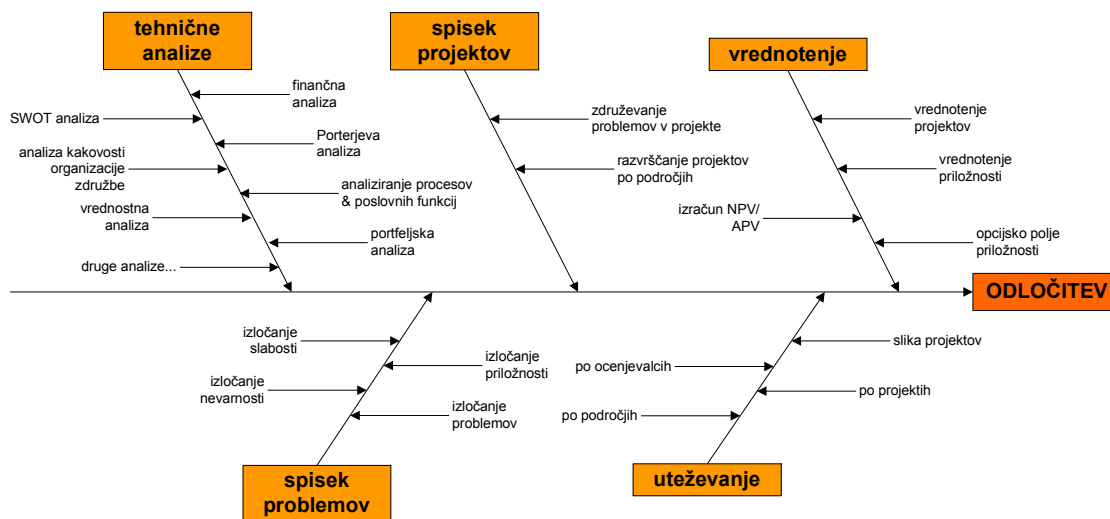 tehnične
analize
spisek
projektov
vrednotenje
finančna
analiza
SWOT analiza
Porterjeva
analiza
analiza kakovosti
organizacije
združbe
analiziranje procesov
& poslovnih funkcij
vrednostna
analiza
portfeljska
analiza
druge analize...
združevanje
problemov v projekte
razvrščanje projektov
po področjih
vrednotenje
projektov
vrednotenje
priložnosti
izračun NPV/
APV
opcijsko polje
priložnosti
ODLOČITEV
izločanje
slabosti
izločanje
priložnosti
izločanje
nevarnosti
izločanje
problemov
slika projektov
po ocenjevalcih
po projektih
po področjih
spisek
problemov
uteževanje